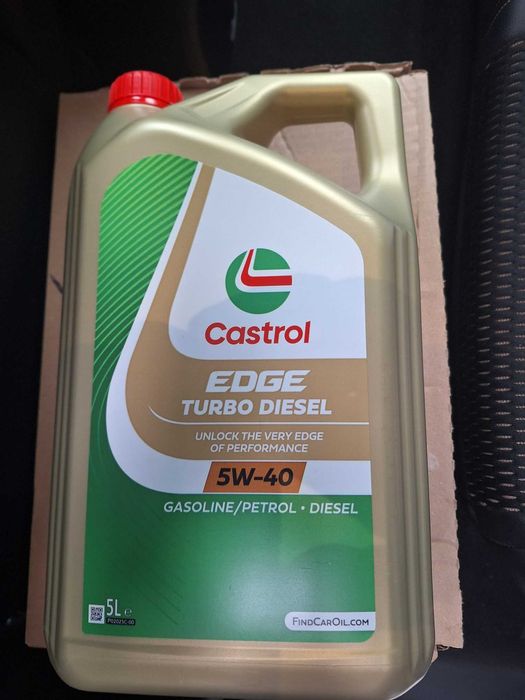 Castrol
EDGE
TURBO DIESEL
UNLOCK THE VERY EDGE
OF PERFORMANCE
5W-40
GASOLINE/PETROL • DIESEL
5L e
FINDCAROIL.COM